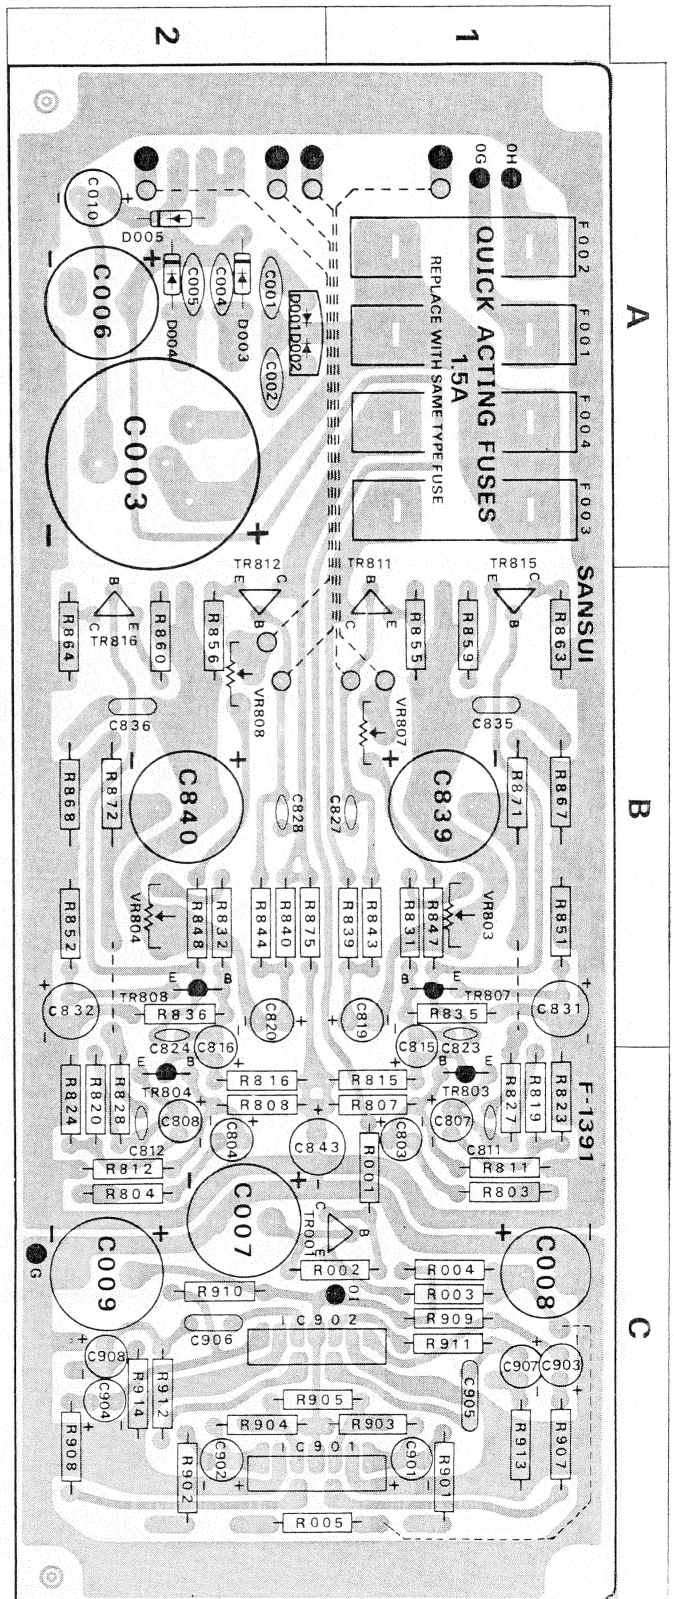 2
1
A
B
C
OG
OH
C010
+
-
D005
C006
D004
C005
C004
D003
C001
D001D002
C002
QUICK ACTING FUSES
REPLACE WITH SAME TYPE FUSE
1.5A
F002
F001
F004
F003
C003
SANSUI
TR812
TR811
TR815
TR816
E
C
B
R864
R860
R856
R855
R859
R863
VR808
VR807
C836
C835
R868
R872
C840
C828
C827
C839
R871
R867
R852
VR804
R848
R832
R844
R840
R875
R839
R843
R831
R847
VR803
R851
TR808
TR807
C832
R836
C820
C819
R835
C831
C824
C816
C815
C823
TR804
TR803
R824
R820
R828
R816
R815
R808
R807
R827
R819
R823
F-1391
C812
C808
C804
C843
C803
C807
C811
R812
R811
R804
R803
R001
C007
TR001
C009
C008
G
R002
R004
R910
O1
R003
R909
C906
C902
R911
C908
C907
C903
C904
R914
R912
R905
C905
R904
R903
R908
C901
R902
C902
C901
R901
R913
R907
R005